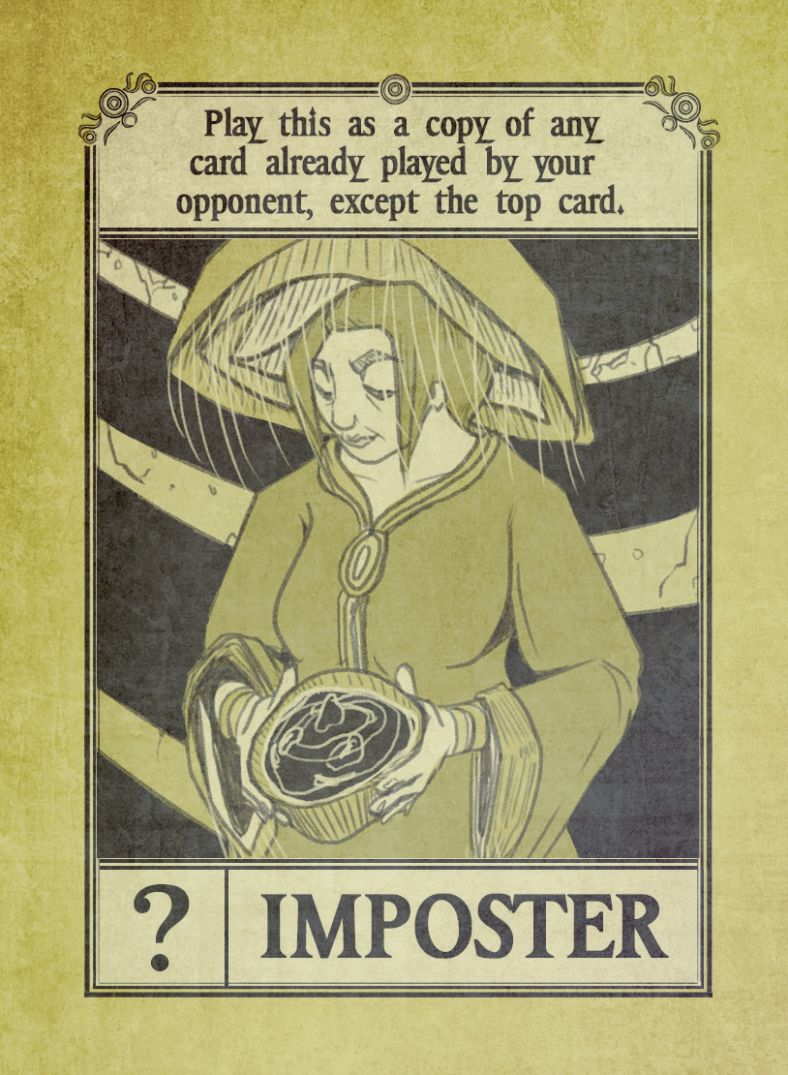 Play this as a copy of any
card already played by your
opponent, except the top card.
? IMPOSTER